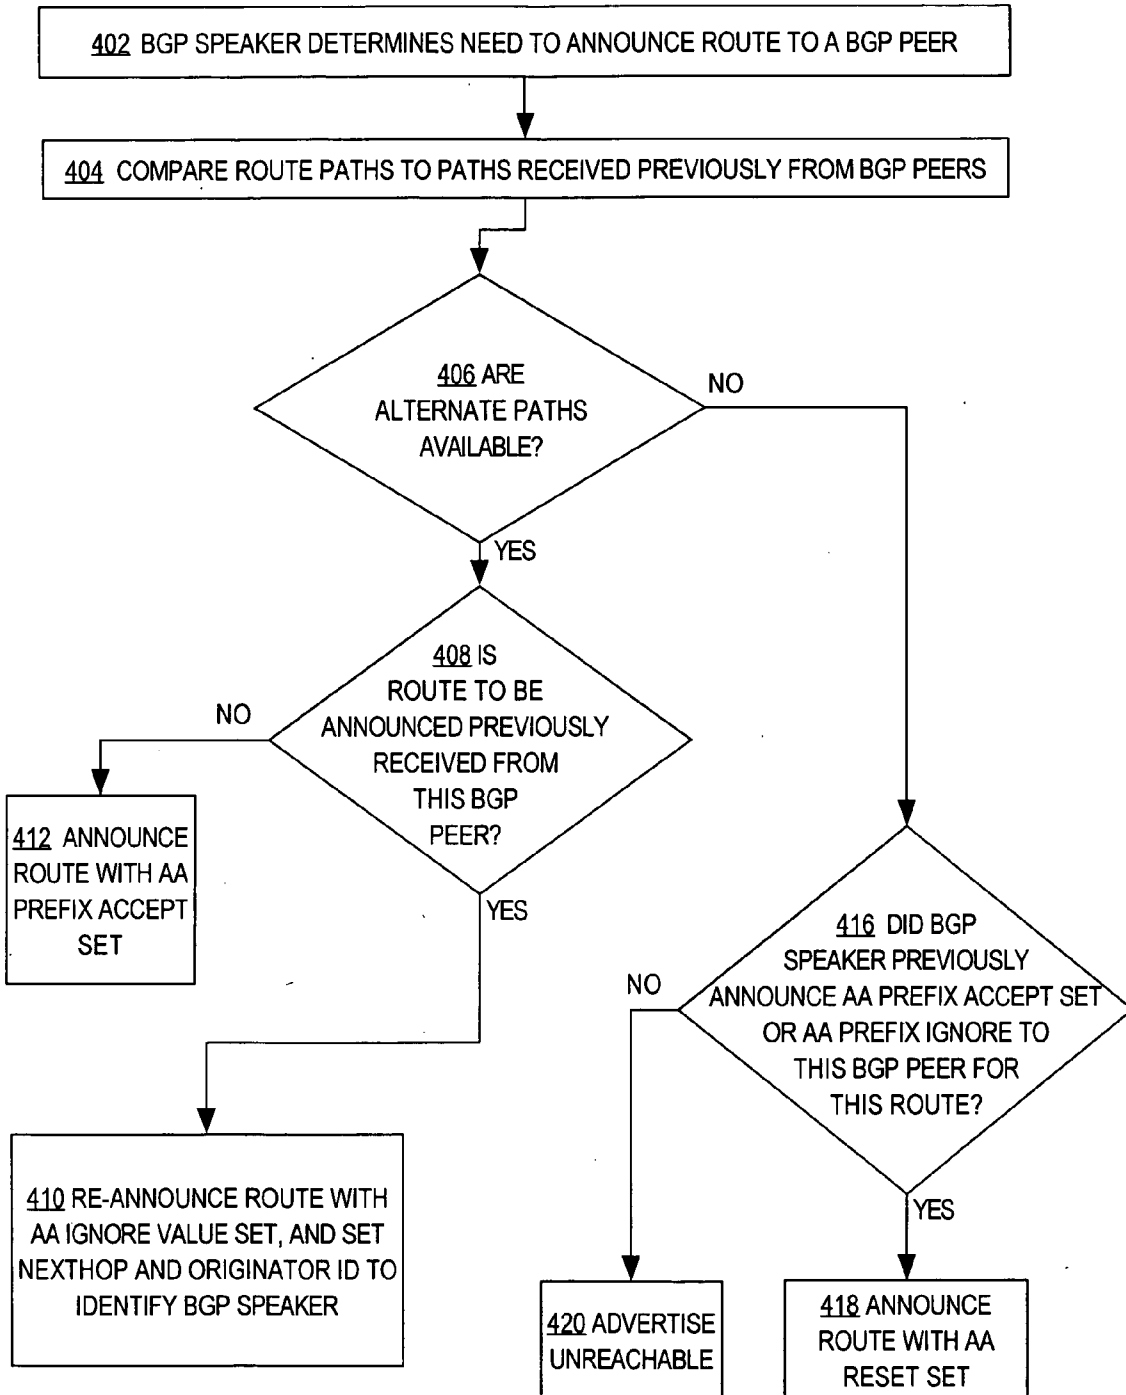 402 BGP SPEAKER DETERMINES NEED TO ANNOUNCE ROUTE TO A BGP PEER
404 COMPARE ROUTE PATHS TO PATHS RECEIVED PREVIOUSLY FROM BGP PEERS
406 ARE
ALTERNATE PATHS
AVAILABLE?
NO
YES
408 IS
ROUTE TO BE
ANNOUNCED PREVIOUSLY
RECEIVED FROM
THIS BGP
PEER?
NO
YES
412 ANNOUNCE
ROUTE WITH AA
PREFIX ACCEPT
SET
416 DID BGP
SPEAKER PREVIOUSLY
ANNOUNCE AA PREFIX ACCEPT SET
OR AA PREFIX IGNORE TO
THIS BGP PEER FOR
THIS ROUTE?
NO
YES
410 RE-ANNOUNCE ROUTE WITH
AA IGNORE VALUE SET, AND SET
NEXTHOP AND ORIGINATOR ID TO
IDENTIFY BGP SPEAKER
420 ADVERTISE
UNREACHABLE
418 ANNOUNCE
ROUTE WITH AA
RESET SET